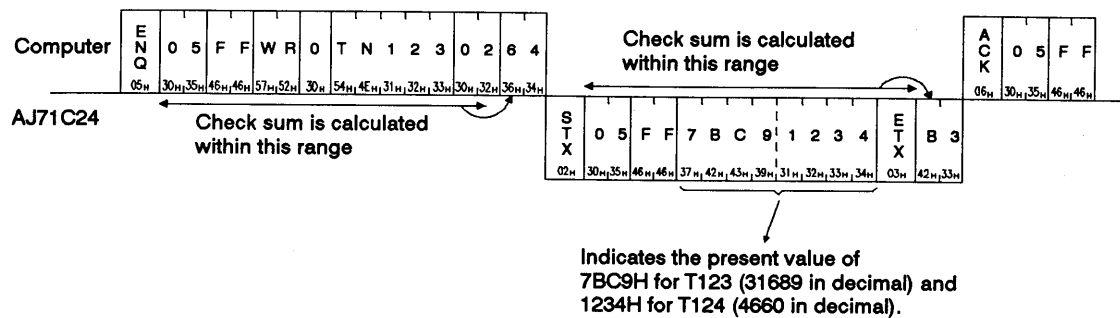 Computer
ENQ 0 5 F F W R 0 T N 1 2 3 0 2 6 4
05H 30H 35H 46H 46H 57H 52H 30H 54H 4EH 31H 32H 33H 30H 32H 36H 34H
Check sum is calculated
within this range
ACK 0 5 F F
06H 30H 35H 46H 46H
AJ71C24
Check sum is calculated
within this range
STX 0 5 F F 7 B C 9 1 2 3 4 ETX B 3
02H 30H 35H 46H 46H 37H 42H 43H 39H 31H 32H 33H 34H 03H 42H 33H
Indicates the present value of
7BC9H for T123 (31689 in decimal) and
1234H for T124 (4660 in decimal).